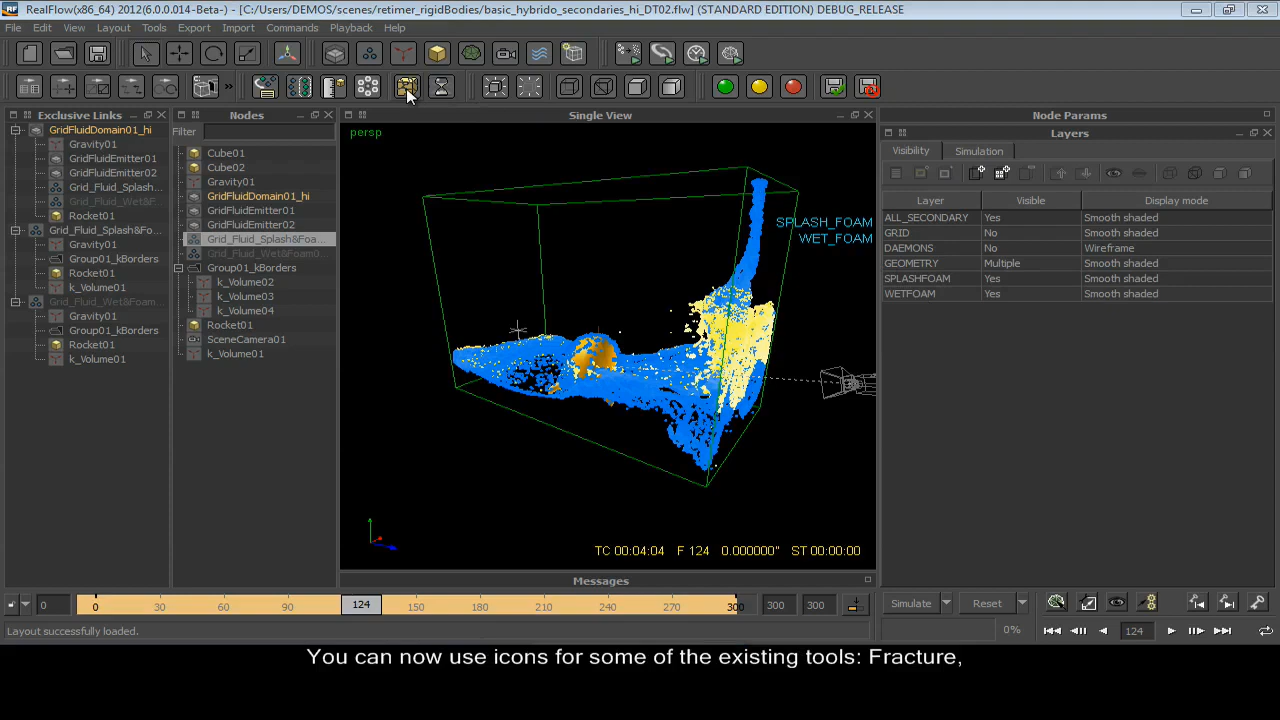 RealFlow(x86_64) 2012(6.0.0.014-Beta-) - [C:/Users/DEMOS/scenes/retimer_rigidBodies/basic_hybrido_secondaries_hi_DT02.flw] (STANDARD EDITION) DEBUG_RELEASE
File Edit View Layout Tools Export Import Commands Playback Help
Exclusive Links
GridFluidDomain01_hi
Gravity01
GridFluidEmitter01
GridFluidEmitter02
Grid_Fluid_Splash...
Grid_Fluid_Wet&F...
Rocket01
Grid_Fluid_Splash&Fo...
Gravity01
Group01_kBorders
Rocket01
k_Volume01
Grid_Fluid_Wet&Foam...
Gravity01
Group01_kBorders
Rocket01
k_Volume01
Nodes
Filter
Cube01
Cube02
Gravity01
GridFluidDomain01_hi
GridFluidEmitter01
GridFluidEmitter02
Grid_Fluid_Splash&Foa...
Grid_Fluid_Wet&Foam0...
Group01_kBorders
k_Volume02
k_Volume03
k_Volume04
Rocket01
SceneCamera01
k_Volume01
Single View
persp
SPLASH_FOAM
WET_FOAM
TC 00:04:04 F 124 0.000000" ST 00:00:00
Messages
Node Params
Layers
Visibility Simulation
Layer Visible Display mode
ALL_SECONDARY Yes Smooth shaded
GRID No Smooth shaded
DAEMONS No Wireframe
GEOMETRY Multiple Smooth shaded
SPLASHFOAM Yes Smooth shaded
WETFOAM Yes Smooth shaded
0 0 30 60 90 124 150 180 210 240 270 300 300 300
Simulate Reset
Layout successfully loaded.
0% 124
You can now use icons for some of the existing tools: Fracture,